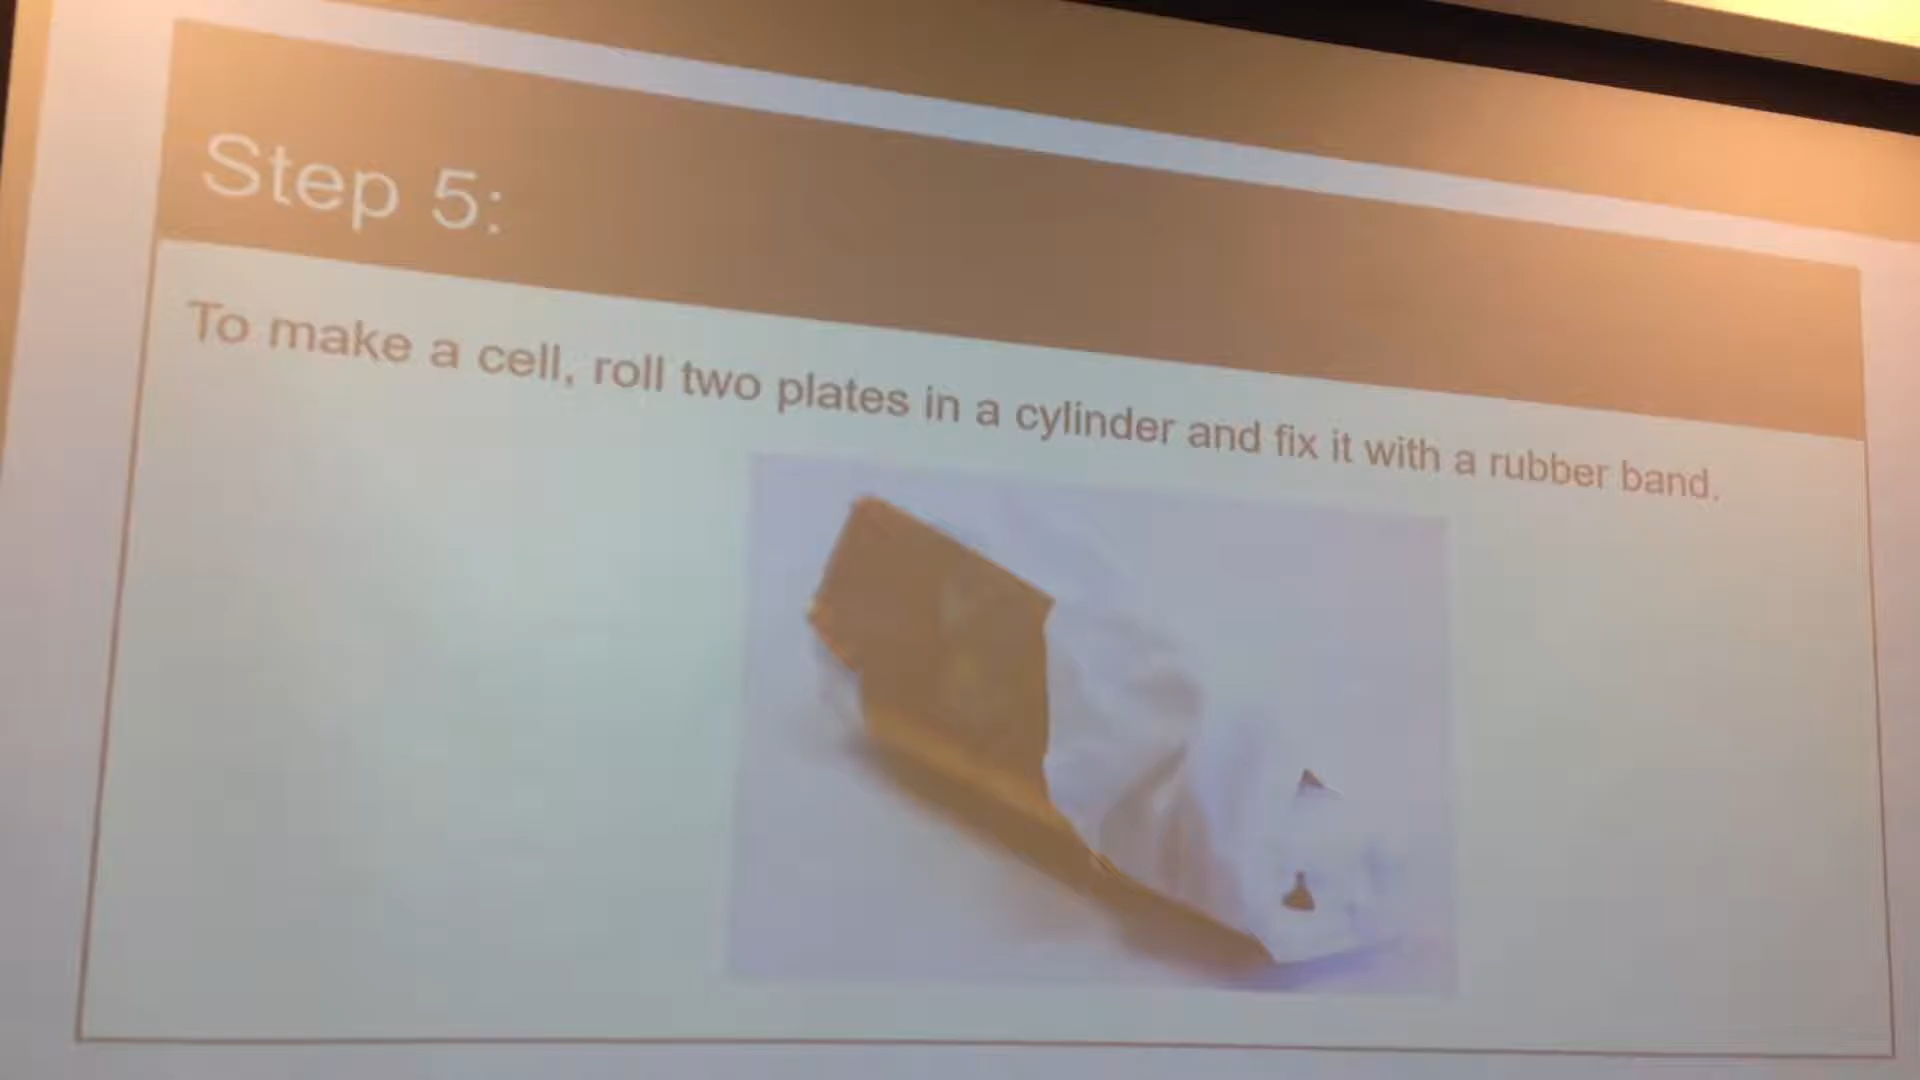 Step 5:
To make a cell, roll two plates in a cylinder and fix it with a rubber band.